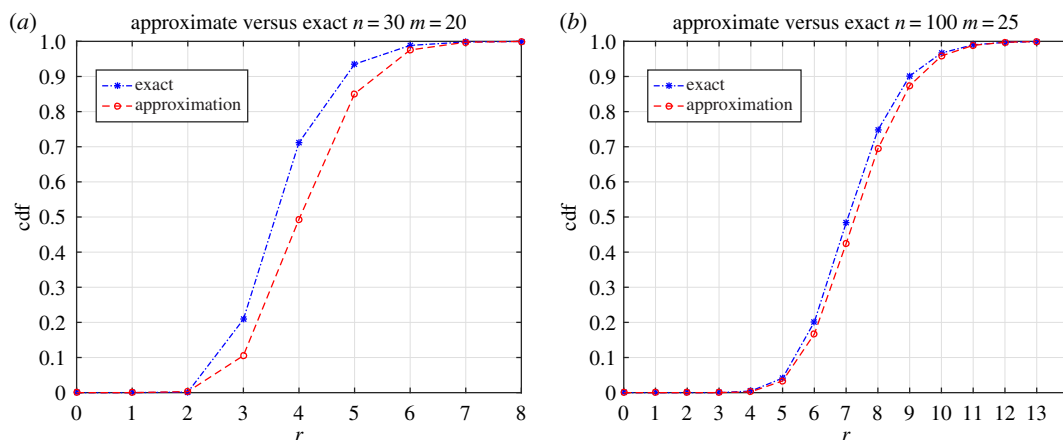 (a) approximate versus exact n = 30 m = 20
1.0
0.9
0.8
0.7
0.6
0.5
0.4
0.3
0.2
0.1
0
cdf
exact
approximation
0 1 2 3 4 5 6 7 8
r
(b) approximate versus exact n = 100 m = 25
1.0
0.9
0.8
0.7
0.6
0.5
0.4
0.3
0.2
0.1
0
cdf
exact
approximation
0 1 2 3 4 5 6 7 8 9 10 11 12 13
r